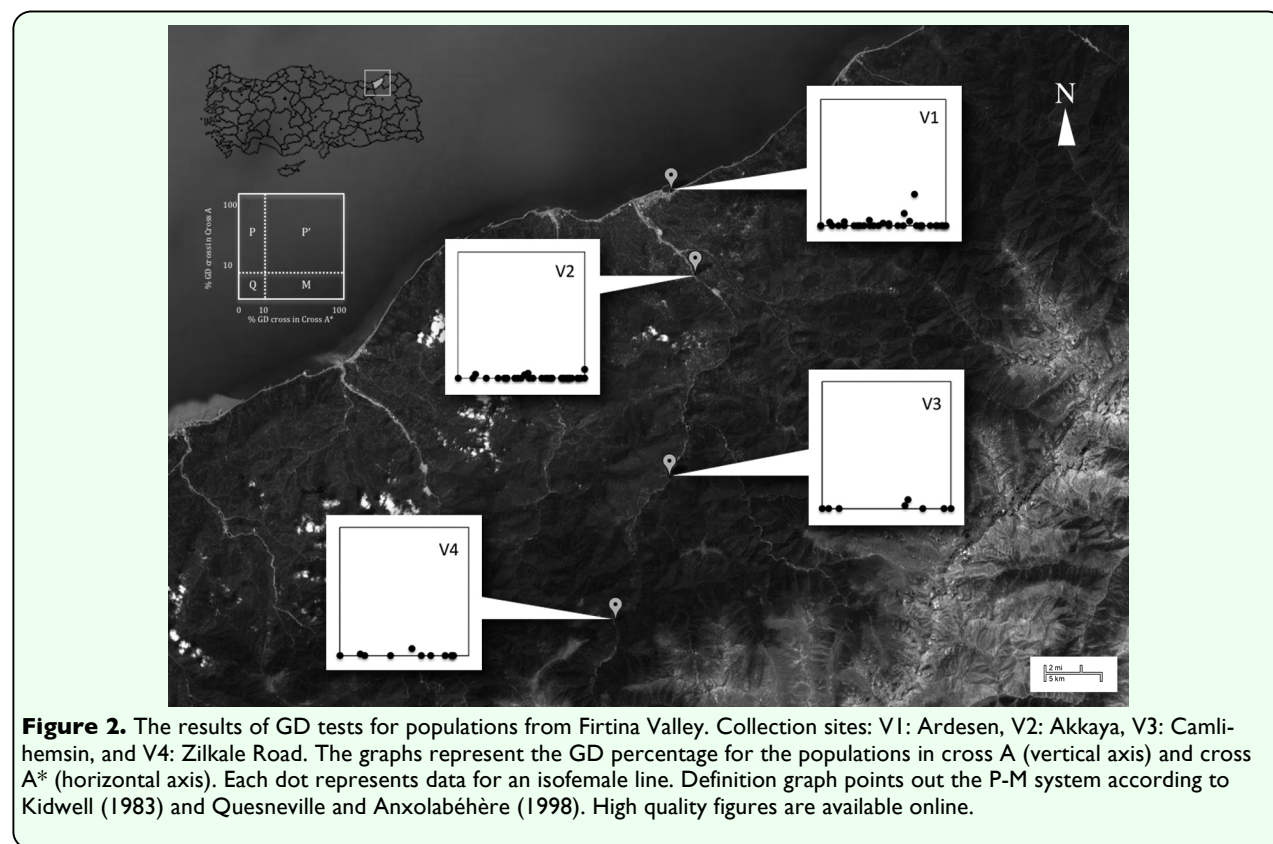 N
V1
V2
V3
V4
% GD cross in Cross A
100
10
P
P'
Q
M
0
10
100
% GD cross in Cross A*
2 mi
5 km
Figure 2. The results of GD tests for populations from Firtina Valley. Collection sites: V1: Ardesen, V2: Akkaya, V3: Camli-
hemsin, and V4: Zilkale Road. The graphs represent the GD percentage for the populations in cross A (vertical axis) and cross
A* (horizontal axis). Each dot represents data for an isofemale line. Definition graph points out the P-M system according to
Kidwell (1983) and Quesneville and Anxolabéhère (1998). High quality figures are available online.